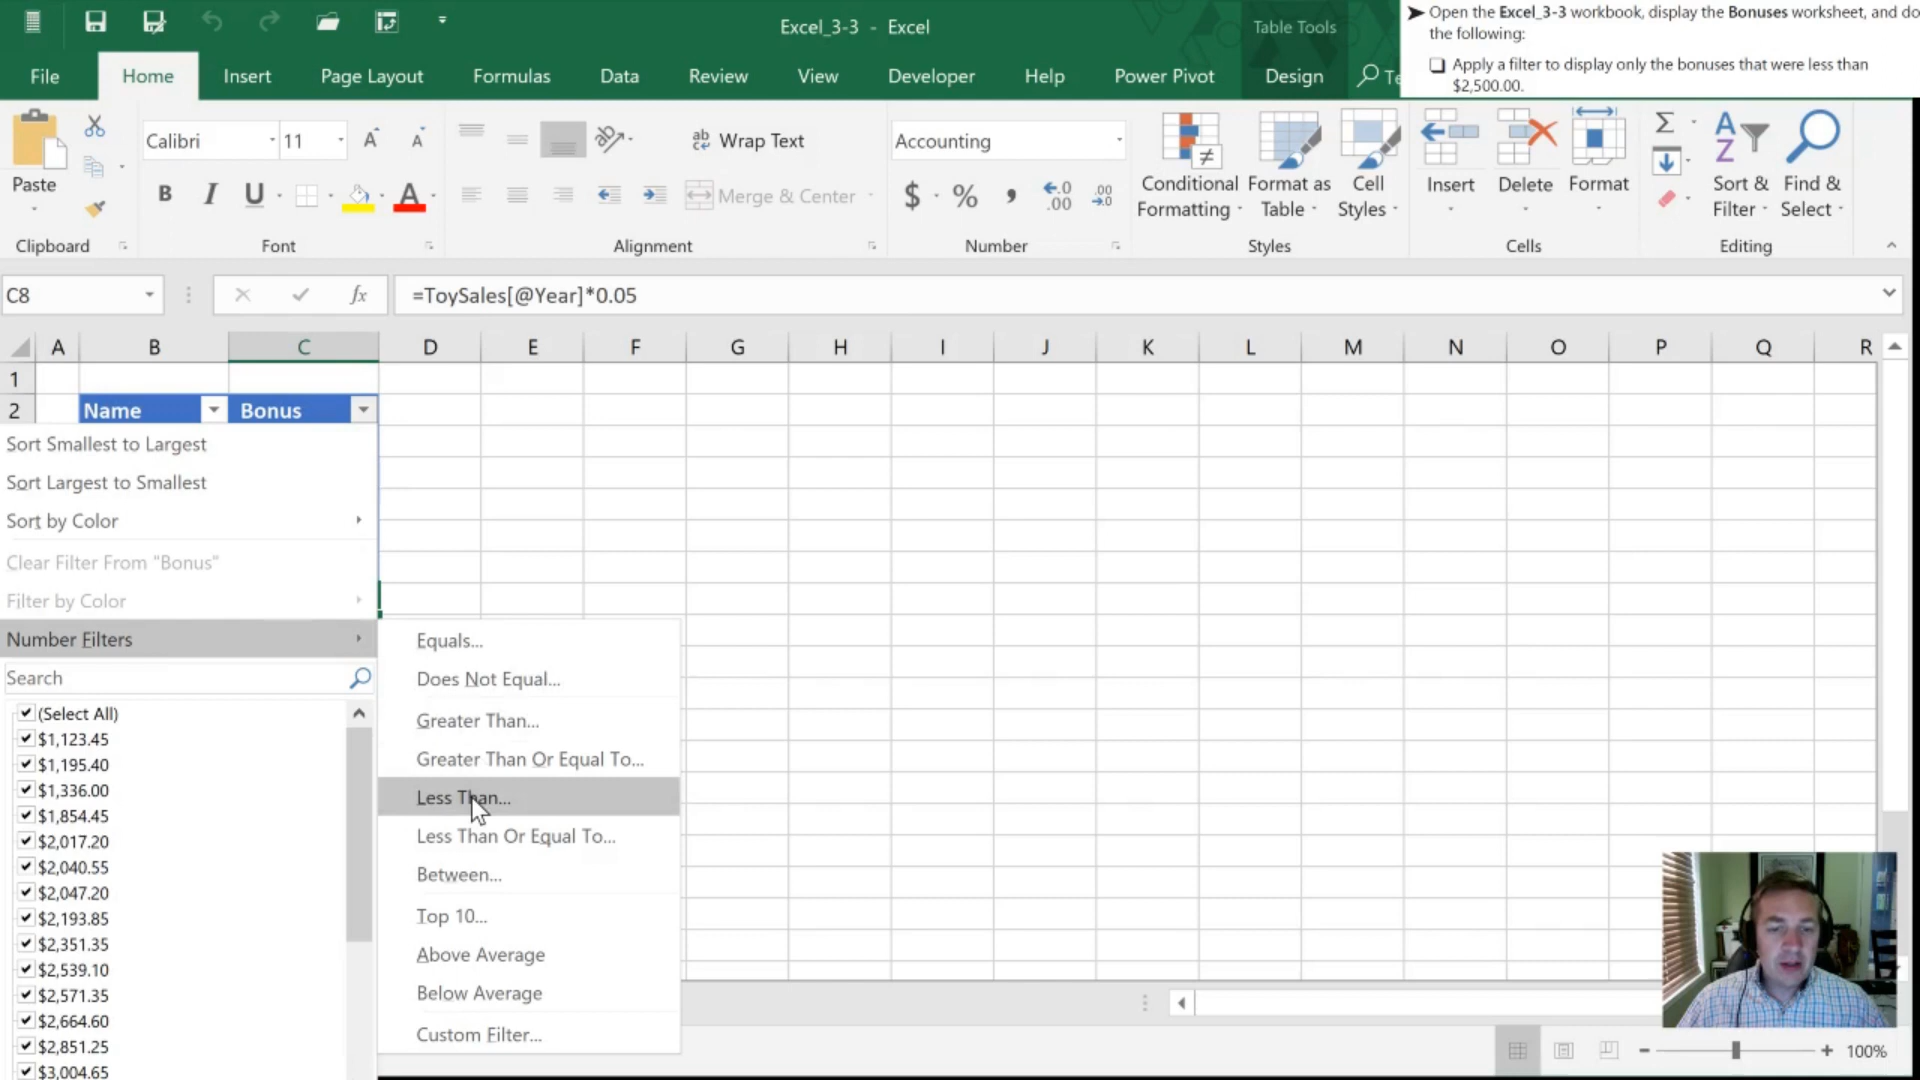 Excel_3-3 - Excel
Table Tools
➤ Open the Excel_3-3 workbook, display the Bonuses worksheet, and do
the following:
❑ Apply a filter to display only the bonuses that were less than
$2,500.00.
File Home Insert Page Layout Formulas Data Review View Developer Help Power Pivot Design Te
Paste
Clipboard
Calibri 11
B I U A
Font
ab Wrap Text
Merge & Center
Alignment
Accounting
$ % , .00
Number
Conditional
Formatting
Format as
Table
Cell
Styles
Styles
Insert Delete Format
Cells
Σ
Sort &
Filter
Find &
Select
Editing
C8 fx =ToySales[@Year]*0.05
A B C D E F G H I J K L M N O P Q R
1
2 Name Bonus
Sort Smallest to Largest
Sort Largest to Smallest
Sort by Color
Clear Filter From "Bonus"
Filter by Color
Number Filters
Search
(Select All)
$1,123.45
$1,195.40
$1,336.00
$1,854.45
$2,017.20
$2,040.55
$2,047.20
$2,193.85
$2,351.35
$2,539.10
$2,571.35
$2,664.60
$2,851.25
$3,004.65
Equals...
Does Not Equal...
Greater Than...
Greater Than Or Equal To...
Less Than...
Less Than Or Equal To...
Between...
Top 10...
Above Average
Below Average
Custom Filter...
100%